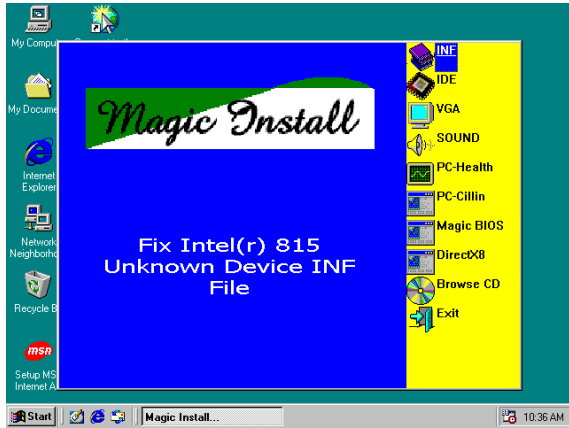 My Compu
My Docume
Internet
Explorer
Network
Neighborho
Recycle B
msn
Setup MS
Internet A
Magic Install
Fix Intel(r) 815
Unknown Device INF
File
INF
IDE
VGA
SOUND
PC-Health
PC-Cillin
Magic BIOS
DirectX8
Browse CD
Exit
Start
Magic Install...
10:36 AM